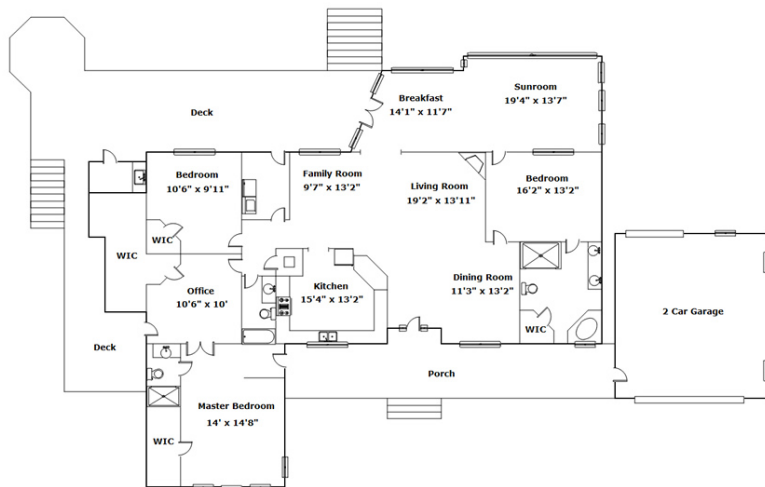 Sunroom
19'4" x 13'7"
Breakfast
14'1" x 11'7"
Deck
Bedroom
10'6" x 9'11"
Family Room
9'7" x 13'2"
Living Room
19'2" x 13'11"
Bedroom
16'2" x 13'2"
WIC
WIC
Office
10'6" x 10'
Kitchen
15'4" x 13'2"
Dining Room
11'3" x 13'2"
2 Car Garage
WIC
Deck
Porch
Master Bedroom
14' x 14'8"
WIC